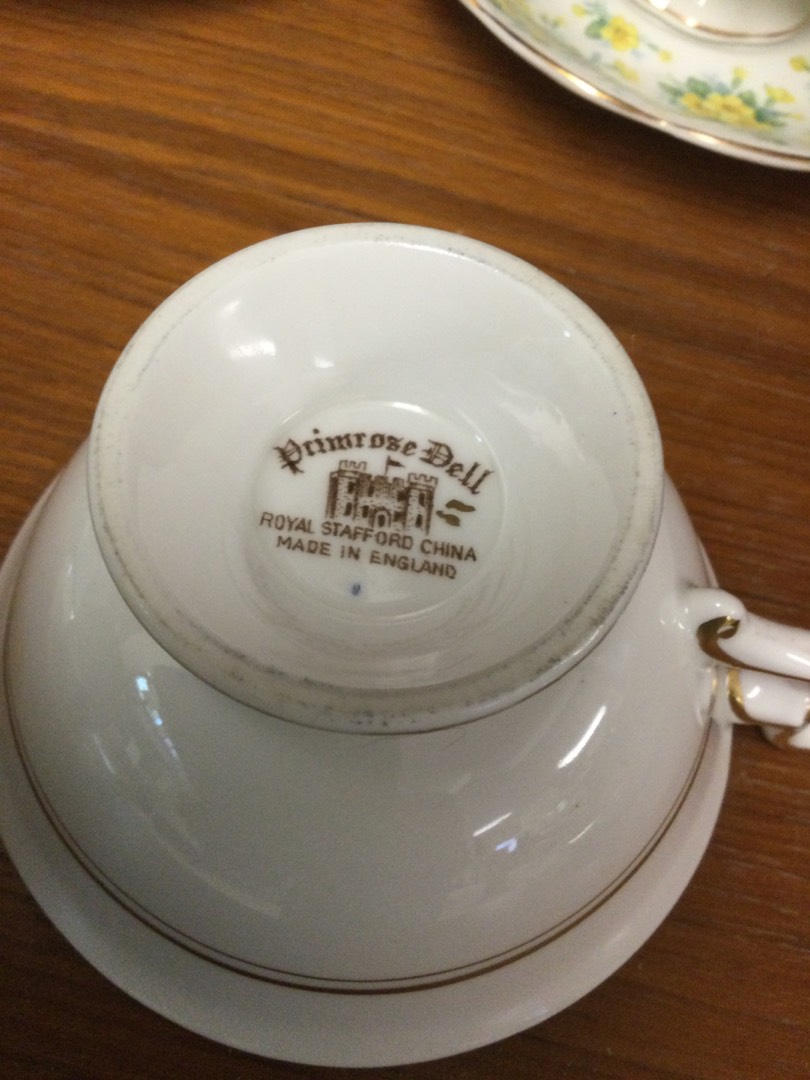 Primrose Dell
ROYAL STAFFORD CHINA
MADE IN ENGLAND